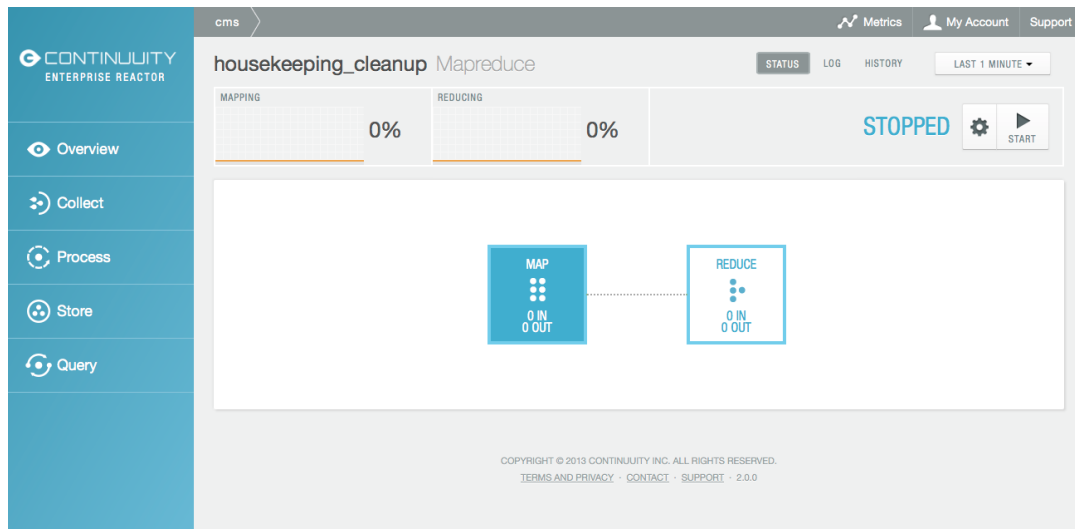 CONTINUUITY
ENTERPRISE REACTOR
Overview
Collect
Process
Store
Query
cms
Metrics
My Account
Support
housekeeping_cleanup Mapreduce
STATUS
LOG
HISTORY
LAST 1 MINUTE
MAPPING
0%
REDUCING
0%
STOPPED
START
MAP
0 IN
0 OUT
REDUCE
0 IN
0 OUT
COPYRIGHT © 2013 CONTINUUITY INC. ALL RIGHTS RESERVED.
TERMS AND PRIVACY · CONTACT · SUPPORT · 2.0.0